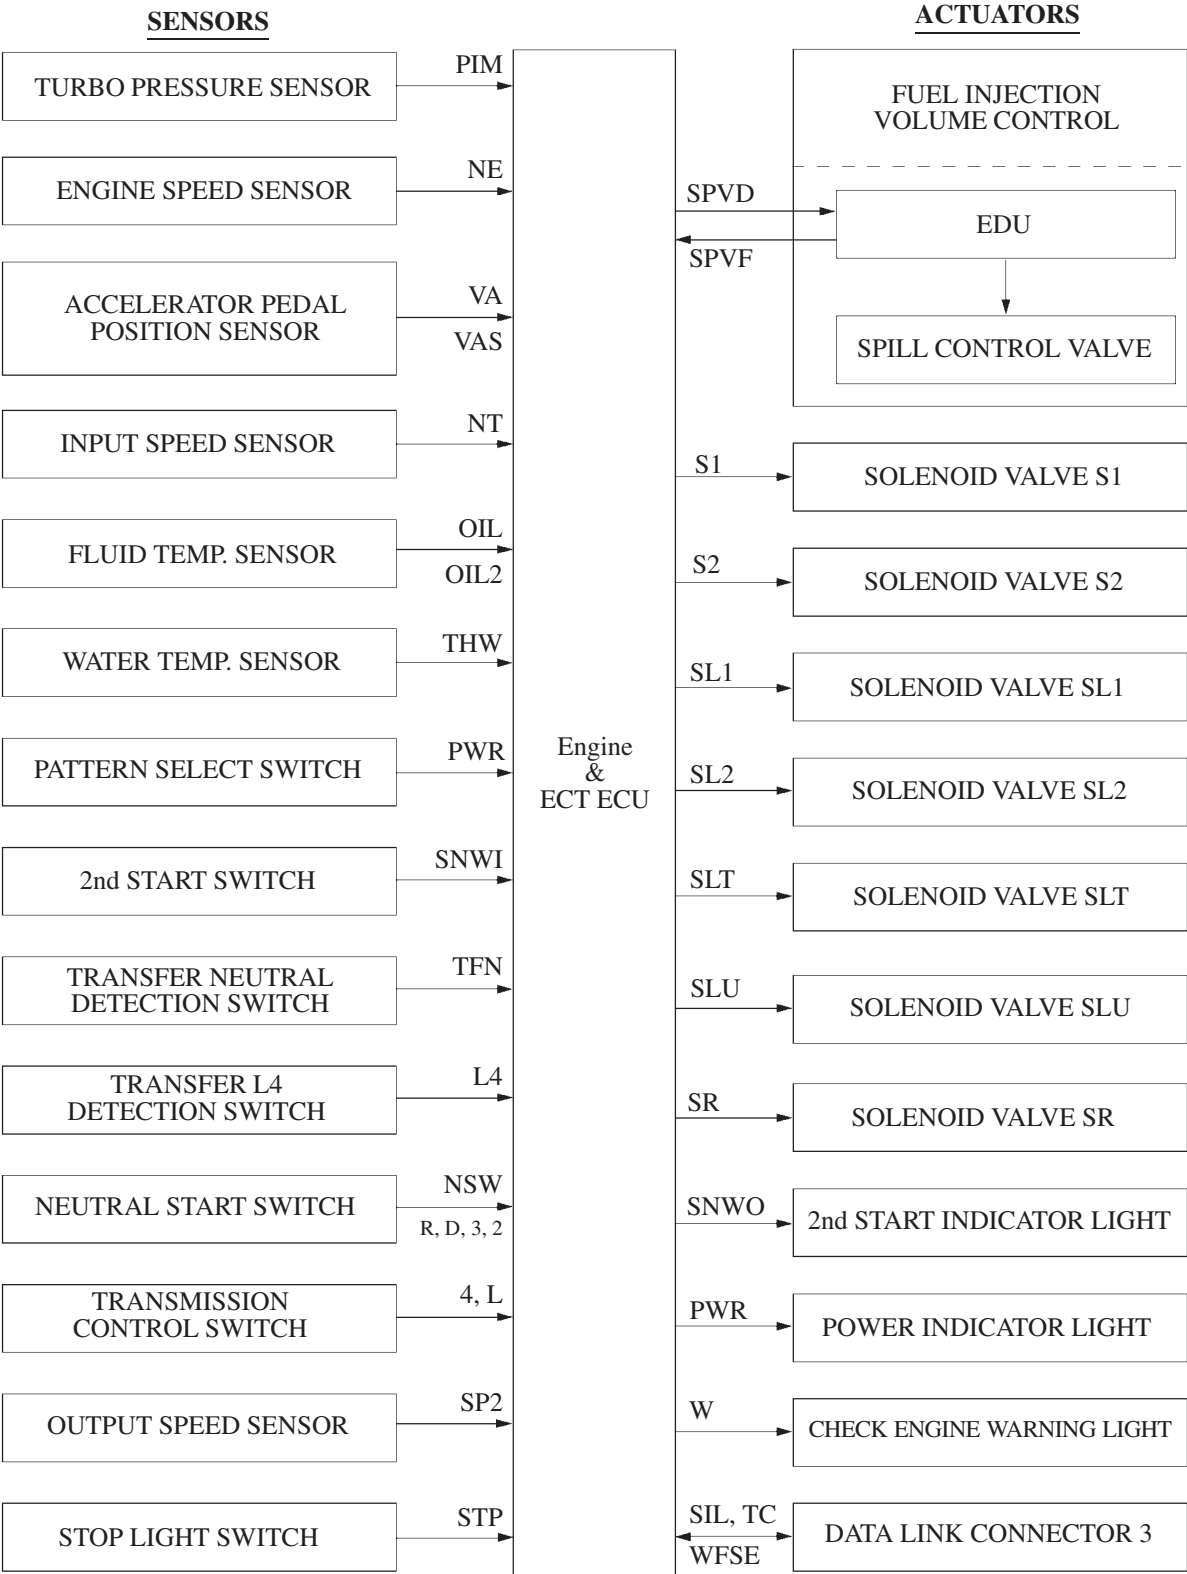 SENSORS
TURBO PRESSURE SENSOR
PIM
ENGINE SPEED SENSOR
NE
ACCELERATOR PEDAL
POSITION SENSOR
VA
VAS
INPUT SPEED SENSOR
NT
FLUID TEMP. SENSOR
OIL
OIL2
WATER TEMP. SENSOR
THW
PATTERN SELECT SWITCH
PWR
2nd START SWITCH
SNWI
TRANSFER NEUTRAL
DETECTION SWITCH
TFN
TRANSFER L4
DETECTION SWITCH
L4
NEUTRAL START SWITCH
NSW
R, D, 3, 2
TRANSMISSION
CONTROL SWITCH
4, L
OUTPUT SPEED SENSOR
SP2
STOP LIGHT SWITCH
STP
Engine
&
ECT ECU
ACTUATORS
FUEL INJECTION
VOLUME CONTROL
SPVD
SPVF
EDU
SPILL CONTROL VALVE
S1
SOLENOID VALVE S1
S2
SOLENOID VALVE S2
SL1
SOLENOID VALVE SL1
SL2
SOLENOID VALVE SL2
SLT
SOLENOID VALVE SLT
SLU
SOLENOID VALVE SLU
SR
SOLENOID VALVE SR
SNWO
2nd START INDICATOR LIGHT
PWR
POWER INDICATOR LIGHT
W
CHECK ENGINE WARNING LIGHT
SIL, TC
WFSE
DATA LINK CONNECTOR 3